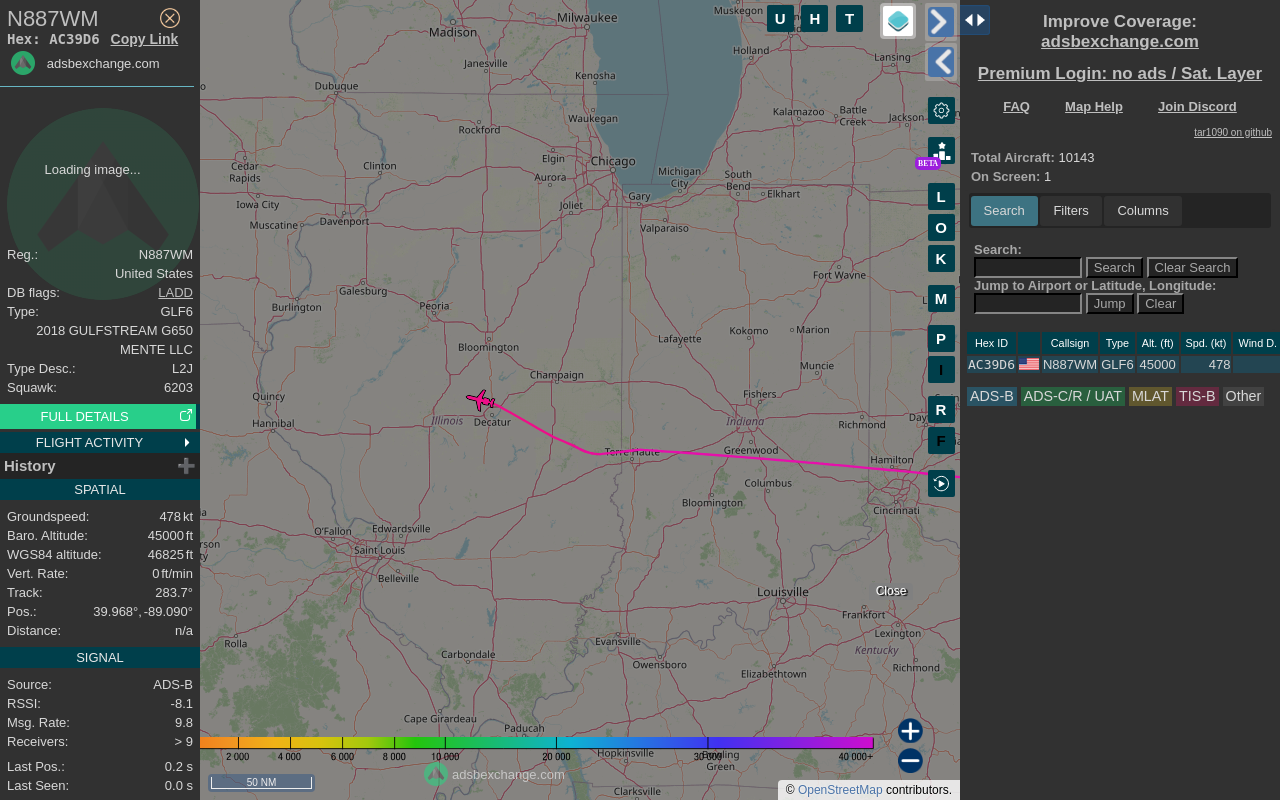 N887WM
Hex: AC39D6 Copy Link
adsbexchange.com
Loading image...
Reg.: N887WM
United States
DB flags: LADD
Type: GLF6
2018 GULFSTREAM G650
MENTE LLC
Type Desc.: L2J
Squawk: 6203
FULL DETAILS
FLIGHT ACTIVITY
History
SPATIAL
Groundspeed: 478 kt
Baro. Altitude: 45000 ft
WGS84 altitude: 46825 ft
Vert. Rate: 0 ft/min
Track: 283.7°
Pos.: 39.968°, -89.090°
Distance: n/a
SIGNAL
Source: ADS-B
RSSI: -8.1
Msg. Rate: 9.8
Receivers: > 9
Last Pos.: 0.2 s
Last Seen: 0.0 s
Milwaukee
Muskegon
Madison
Holland
Lansing
Janesville
Kenosha
Dubuque
Waukegan
Kalamazoo
Battle
Creek
Jackson
Rockford
Elgin
Chicago
Cedar
Rapids
Clinton
Aurora
Michigan
City
South
Bend
Elkhart
Iowa City
Joliet
Gary
Muscatine
Davenport
Valparaiso
Fort Wayne
Galesburg
Burlington
Peoria
Kokomo
Marion
Bloomington
Lafayette
Muncie
Champaign
Quincy
Fishers
Hannibal
Illinois
Decatur
Indiana
Richmond
Terre Haute
Greenwood
Hamilton
Columbus
Bloomington
Cincinnati
O'Fallon
Edwardsville
Saint Louis
Belleville
Louisville
Frankfort
Lexington
Kentucky
Rolla
Evansville
Carbondale
Owensboro
Elizabethtown
Richmond
Cape Girardeau
Paducah
Hopkinsville
Bowling
Green
Clarksville
U H T
BETA
L
O
K
M
P
I
R
F
Close
2 000 4 000 6 000 8 000 10 000 20 000 30 000 40 000+
adsbexchange.com
50 NM
© OpenStreetMap contributors.
Improve Coverage:
adsbexchange.com
Premium Login: no ads / Sat. Layer
FAQ Map Help Join Discord
tar1090 on github
Total Aircraft: 10143
On Screen: 1
Search Filters Columns
Search:
Search Clear Search
Jump to Airport or Latitude, Longitude:
Jump Clear
Hex ID Callsign Type Alt. (ft) Spd. (kt) Wind D.
AC39D6 N887WM GLF6 45000 478
ADS-B ADS-C/R / UAT MLAT TIS-B Other